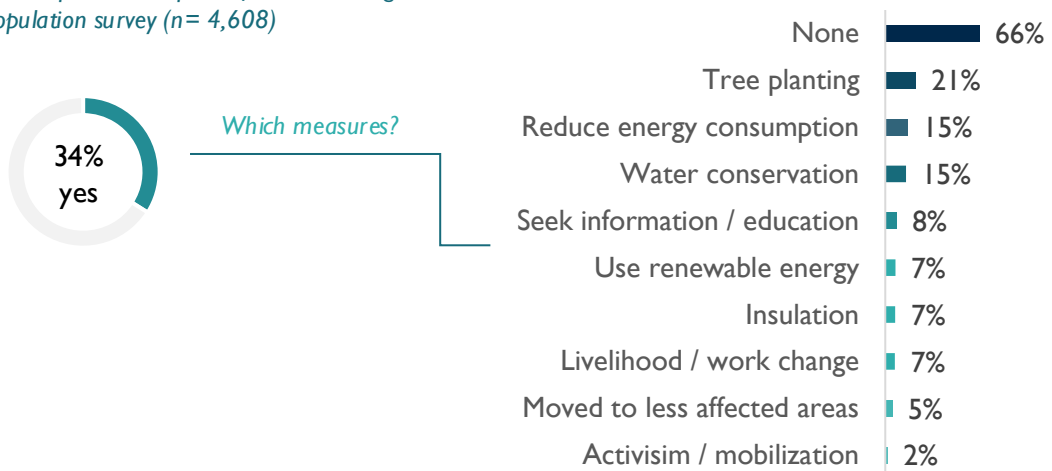 opulation survey (n= 4,608)
34%
yes
Which measures?
None 66%
Tree planting 21%
Reduce energy consumption 15%
Water conservation 15%
Seek information / education 8%
Use renewable energy 7%
Insulation 7%
Livelihood / work change 7%
Moved to less affected areas 5%
Activisim / mobilization 2%